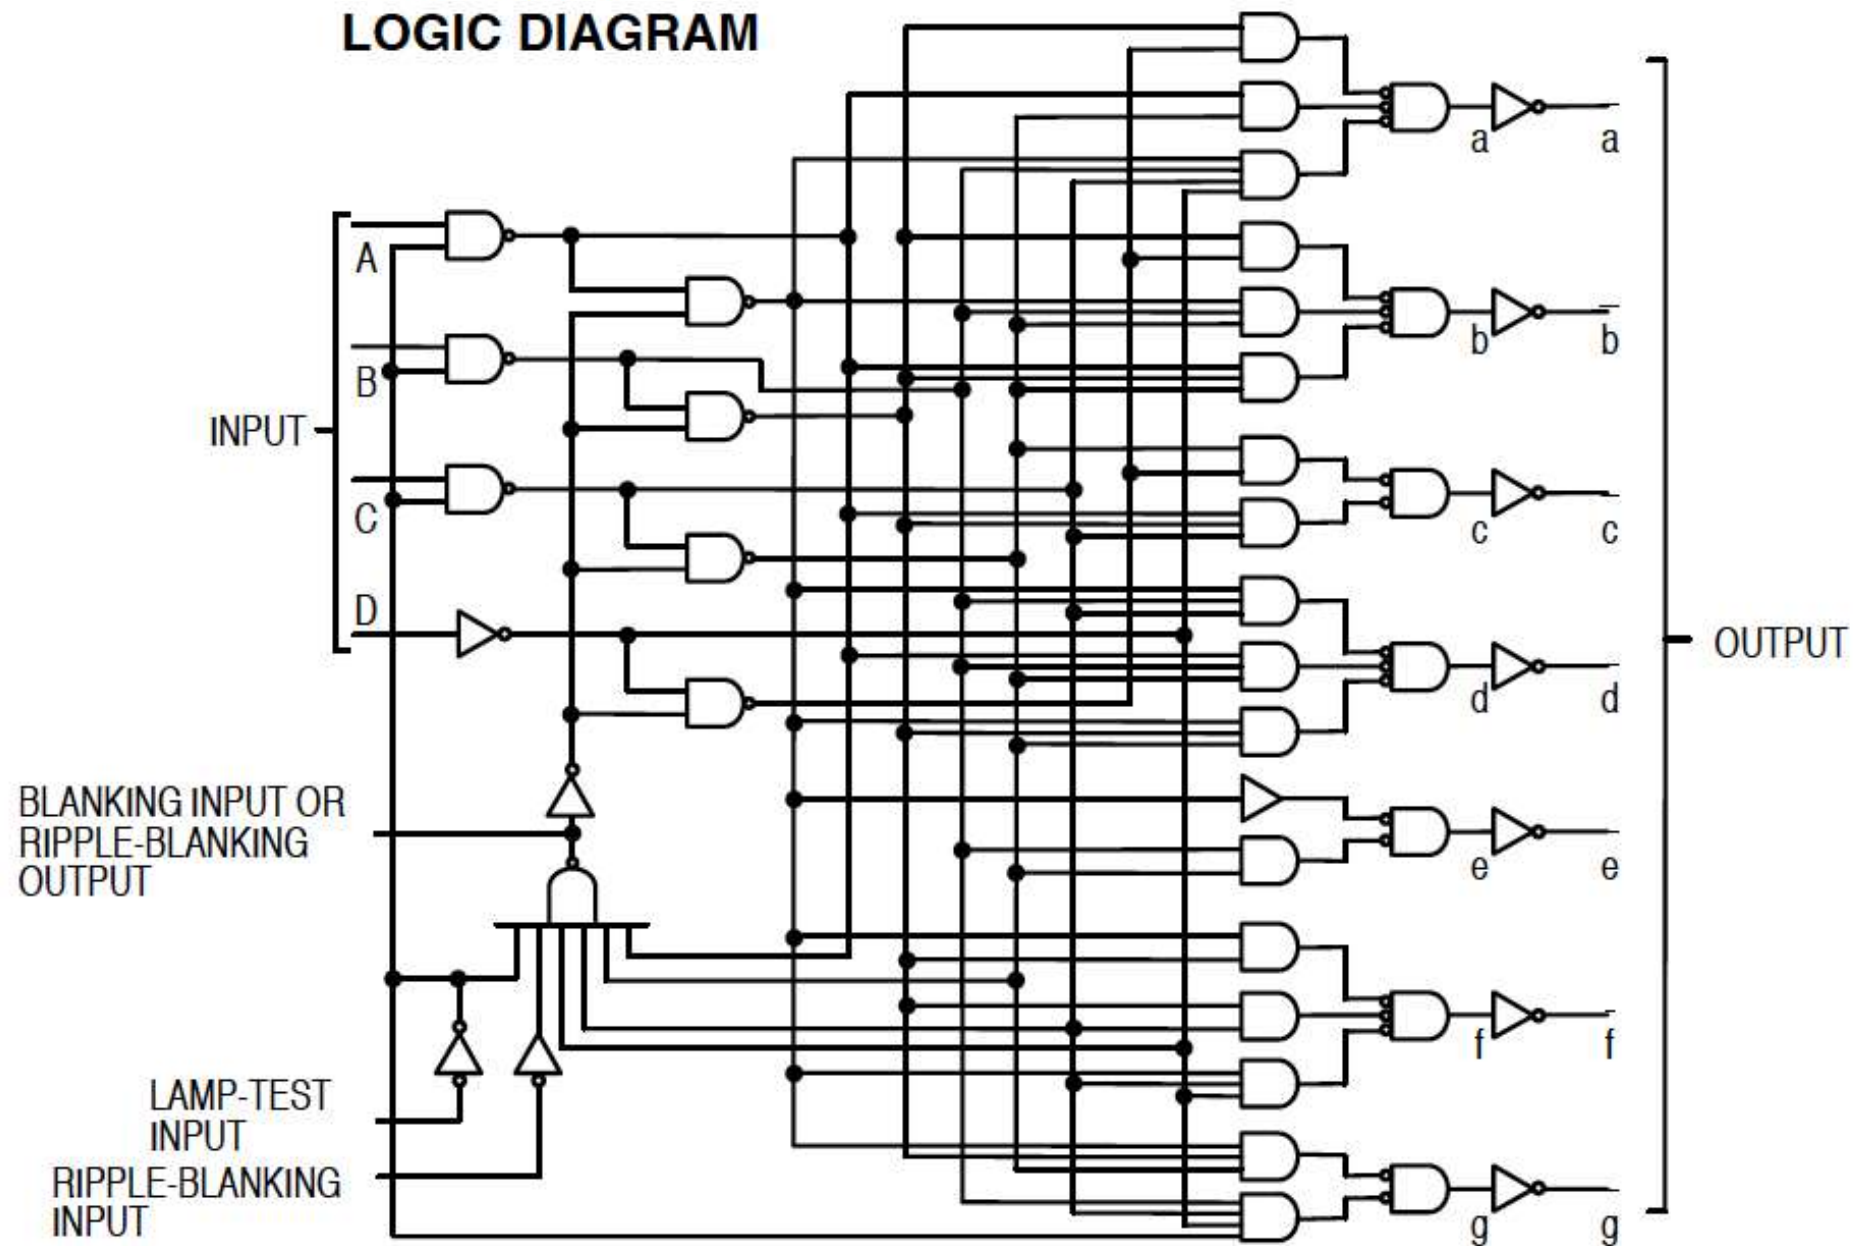 LOGIC DIAGRAM
a
a̅
A
b
b̅
B
INPUT
C
c
c̅
D
OUTPUT
d
d̅
BLANKING INPUT OR
RIPPLE-BLANKING
OUTPUT
e
e̅
f
f̅
LAMP-TEST
INPUT
RIPPLE-BLANKING
INPUT
g
g̅